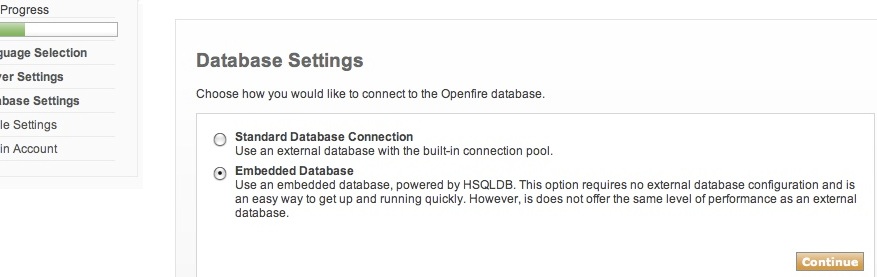 Progress
guage Selection
ver Settings
abase Settings
le Settings
in Account
Database Settings
Choose how you would like to connect to the Openfire database.
Standard Database Connection
Use an external database with the built-in connection pool.
Embedded Database
Use an embedded database, powered by HSQLDB. This option requires no external database configuration and is
an easy way to get up and running quickly. However, is does not offer the same level of performance as an external
database.
Continue